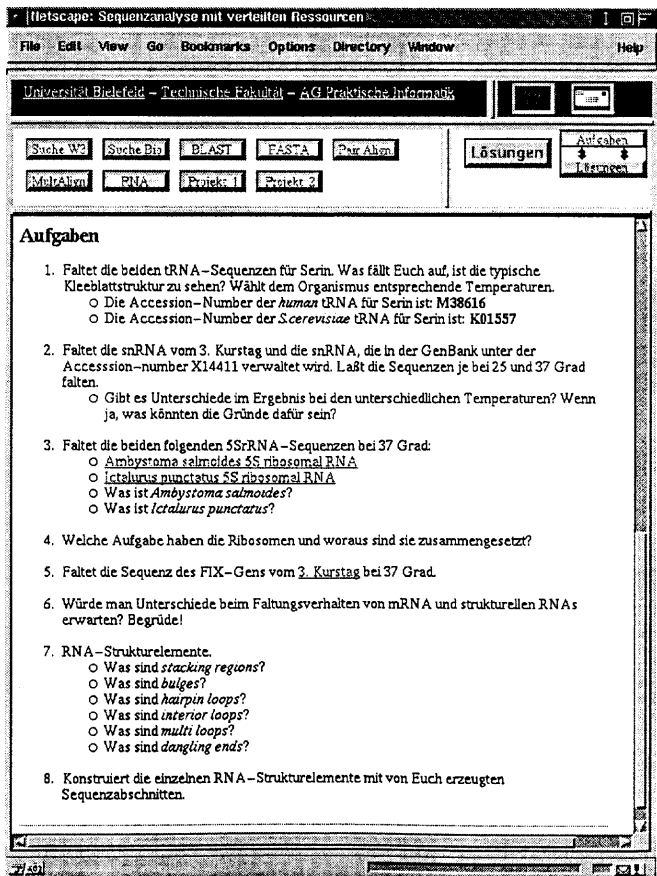 Netscape: Sequenzanalyse mit verteilten Ressourcen
File Edit View Go Bookmarks Options Directory Window Help
Universität Bielefeld – Technische Fakultät – AG Praktische Informatik
Suche W3 Suche Bio BLAST FASTA Pair Align
MultAlign RNA Projekt 1 Projekt 2
Lösungen
Aufgaben
Lösungen
Aufgaben
1. Faltet die beiden tRNA–Sequenzen für Serin. Was fällt Euch auf, ist die typische
Kleeblattstruktur zu sehen? Wählt dem Organismus entsprechende Temperaturen.
○ Die Accession–Number der human tRNA für Serin ist: M38616
○ Die Accession–Number der S.cerevisiae tRNA für Serin ist: K01557
2. Faltet die snRNA vom 3. Kurstag und die snRNA, die in der GenBank unter der
Accesssion–number X14411 verwaltet wird. Laßt die Sequenzen je bei 25 und 37 Grad
falten.
○ Gibt es Unterschiede im Ergebnis bei den unterschiedlichen Temperaturen? Wenn
ja, was könnten die Gründe dafür sein?
3. Faltet die beiden folgenden 5SrRNA–Sequenzen bei 37 Grad:
○ Ambystoma salmoides 5S ribosomal RNA
○ Ictalurus punctatus 5S ribosomal RNA
○ Was ist Ambystoma salmoides?
○ Was ist Ictalurus punctatus?
4. Welche Aufgabe haben die Ribosomen und woraus sind sie zusammengesetzt?
5. Faltet die Sequenz des FIX–Gens vom 3. Kurstag bei 37 Grad.
6. Würde man Unterschiede beim Faltungsverhalten von mRNA und strukturellen RNAs
erwarten? Begrüde!
7. RNA–Strukturelemente.
○ Was sind stacking regions?
○ Was sind bulges?
○ Was sind hairpin loops?
○ Was sind interior loops?
○ Was sind multi loops?
○ Was sind dangling ends?
8. Konstruiert die einzelnen RNA–Strukturelemente mit von Euch erzeugten
Sequenzabschnitten.